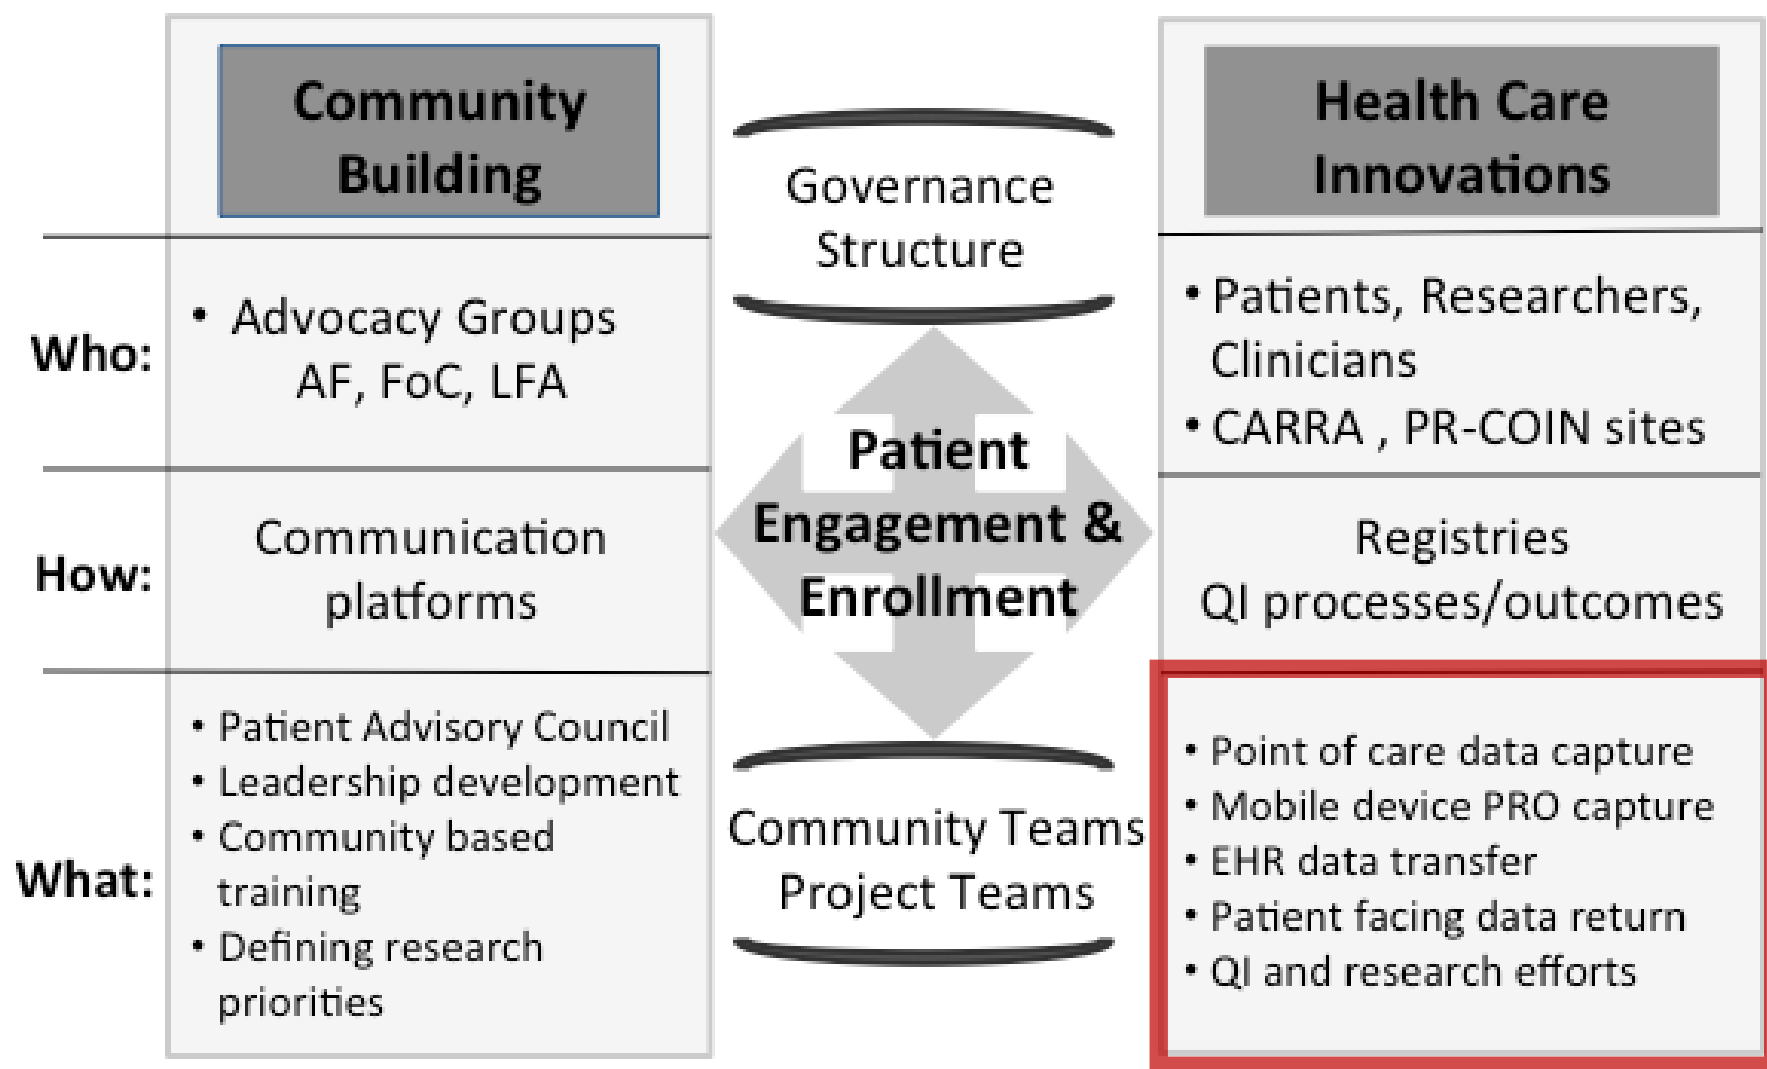 Community
Building
Governance
Structure
Health Care
Innovations
Who:
• Advocacy Groups
AF, FoC, LFA
• Patients, Researchers,
Clinicians
• CARRA , PR-COIN sites
Patient
Engagement &
Enrollment
How:
Communication
platforms
Registries
QI processes/outcomes
What:
• Patient Advisory Council
• Leadership development
• Community based
training
• Defining research
priorities
Community Teams
Project Teams
• Point of care data capture
• Mobile device PRO capture
• EHR data transfer
• Patient facing data return
• QI and research efforts